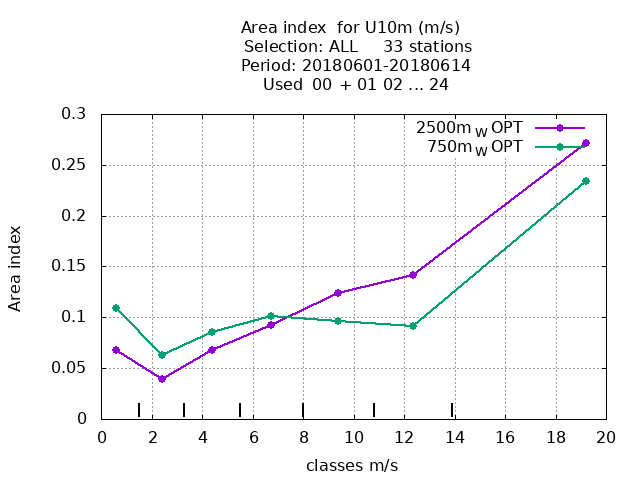 Area index  for U10m (m/s)
Selection: ALL     33 stations
Period: 20180601-20180614
Used  00 + 01 02 ... 24
0.3
0.25
0.2
0.15
0.1
0.05
0
Area index
2500m W OPT
750m W OPT
0 2 4 6 8 10 12 14 16 18 20
classes m/s